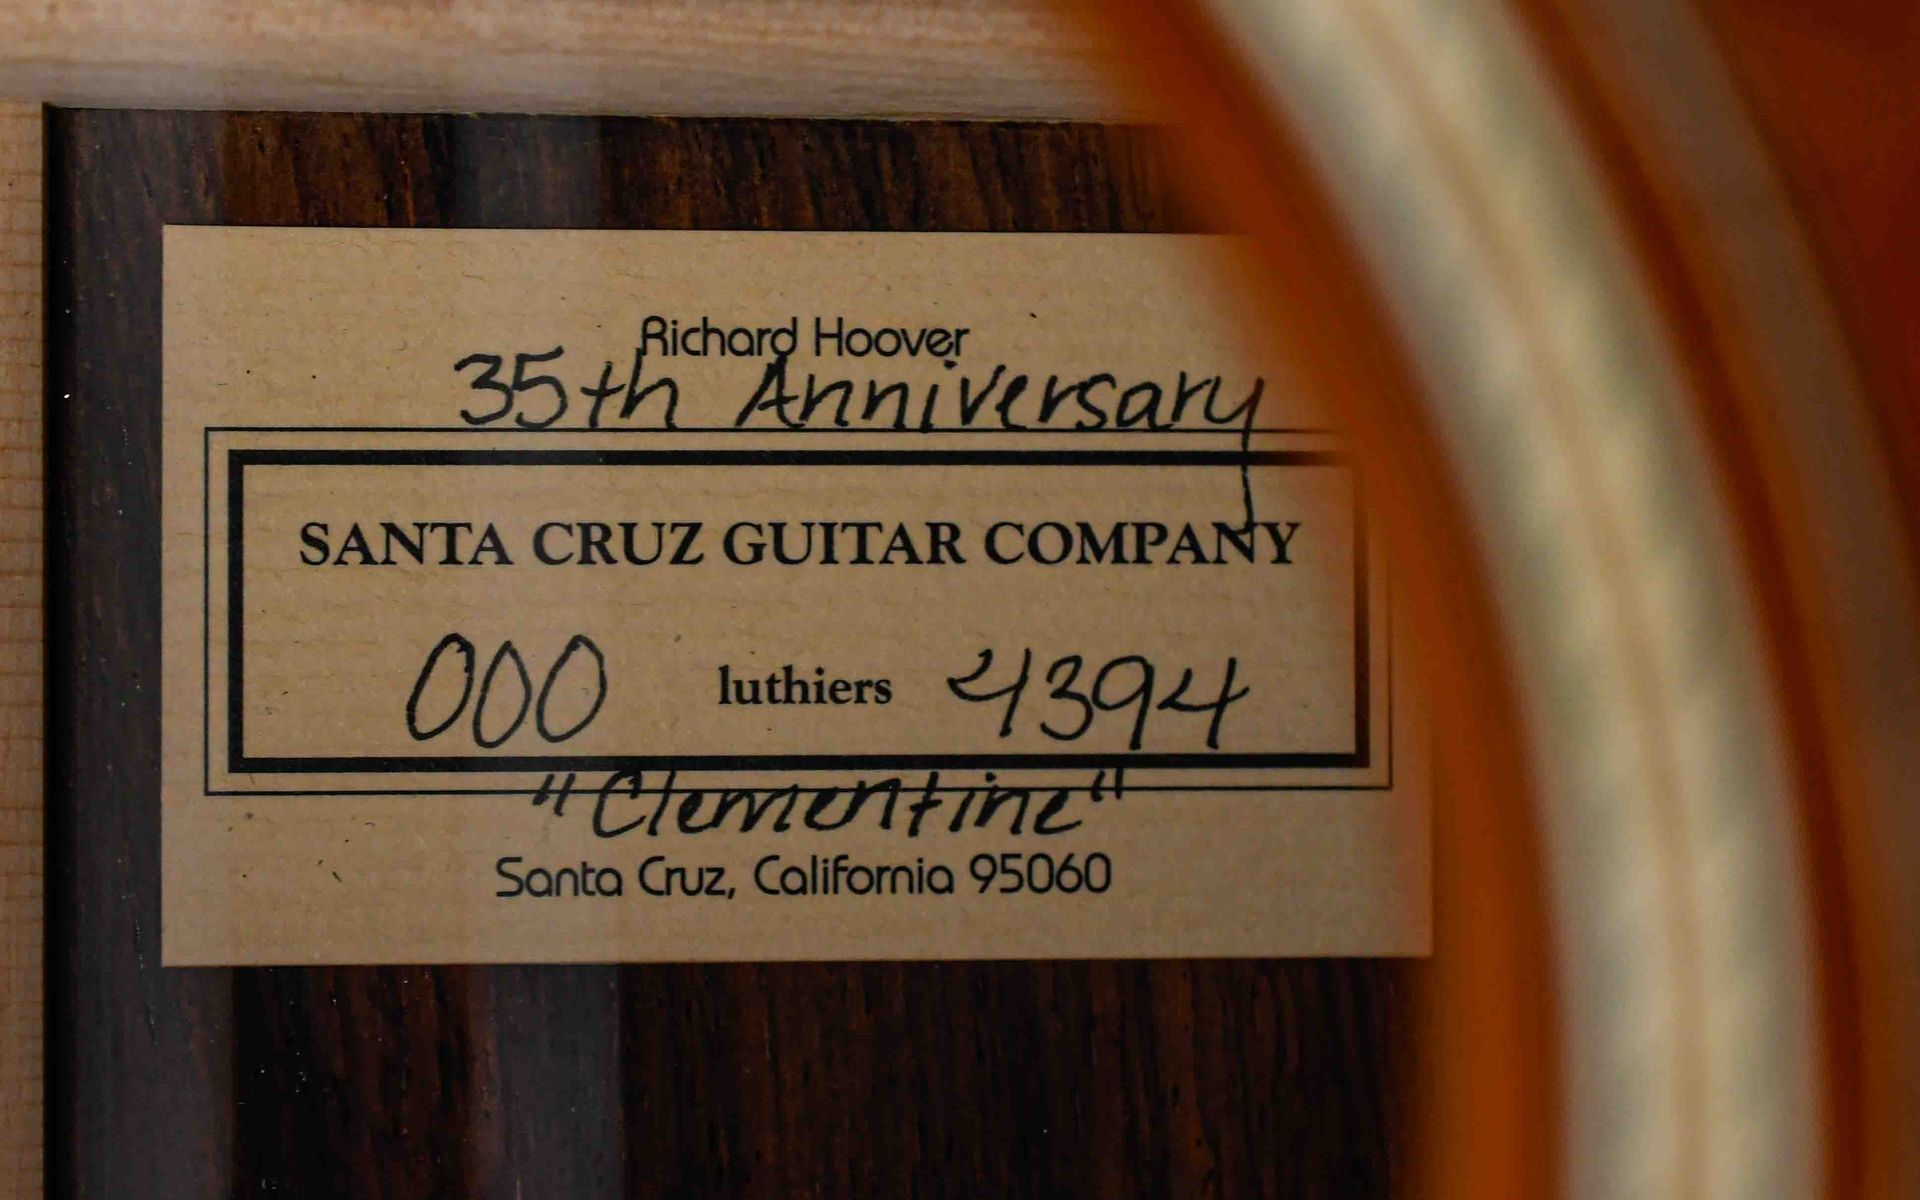 Richard Hoover
35th Anniversary
SANTA CRUZ GUITAR COMPANY
000 luthiers 4394
"Clementine"
Santa Cruz, California 95060